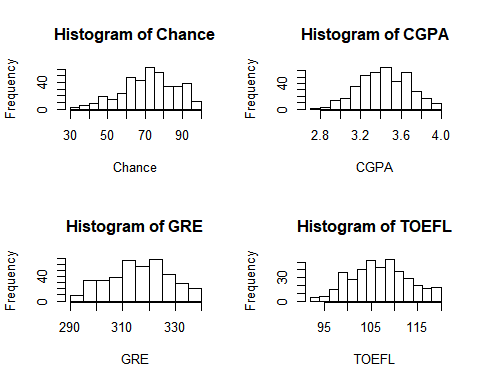 Histogram of Chance
Frequency
0 40
30 50 70 90
Chance
Histogram of CGPA
Frequency
0 40
2.8 3.2 3.6 4.0
CGPA
Histogram of GRE
Frequency
0 40
290 310 330
GRE
Histogram of TOEFL
Frequency
0 30
95 105 115
TOEFL